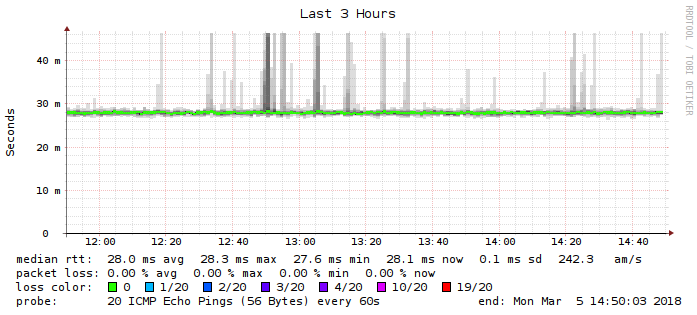 Last 3 Hours
RRDTOOL / TOBI OETIKER
Seconds
40 m
30 m
20 m
10 m
0
12:00 12:20 12:40 13:00 13:20 13:40 14:00 14:20 14:40
median rtt: 28.0 ms avg 28.3 ms max 27.6 ms min 28.1 ms now 0.1 ms sd 242.3 am/s
packet loss: 0.00 % avg 0.00 % max 0.00 % min 0.00 % now
loss color: 0 1/20 2/20 3/20 4/20 10/20 19/20
probe: 20 ICMP Echo Pings (56 Bytes) every 60s end: Mon Mar 5 14:50:03 2018